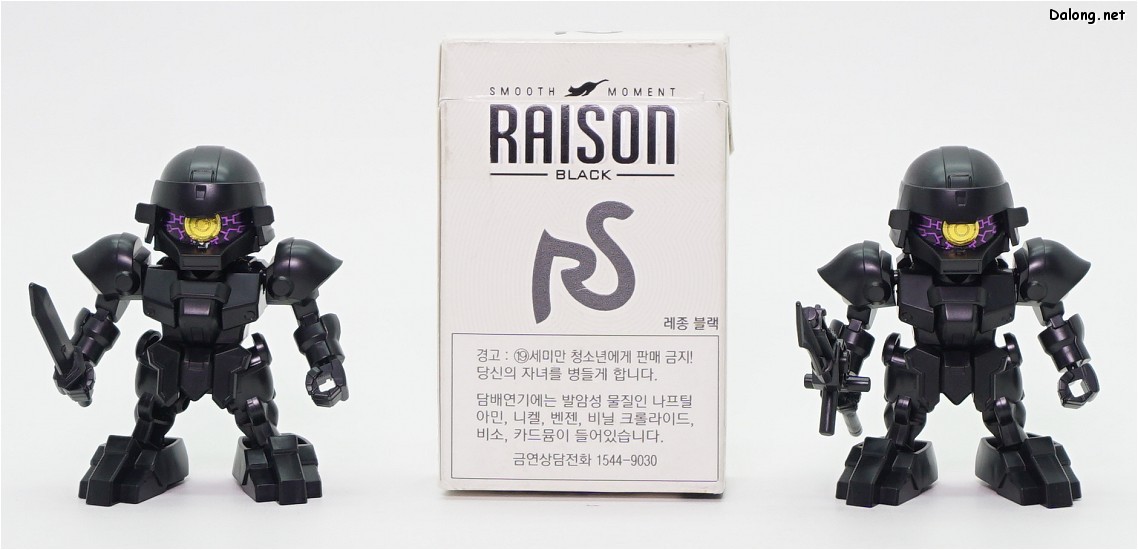 Dalong.net
SMOOTH MOMENT
RAISON
BLACK
RS
레종 블랙
경고 : ⑲세미만 청소년에게 판매 금지!
당신의 자녀를 병들게 합니다.
담배연기에는 발암성 물질인 나프틸
아민, 니켈, 벤젠, 비닐 크롤라이드,
비소, 카드뮴이 들어있습니다.
금연상담전화 1544-9030